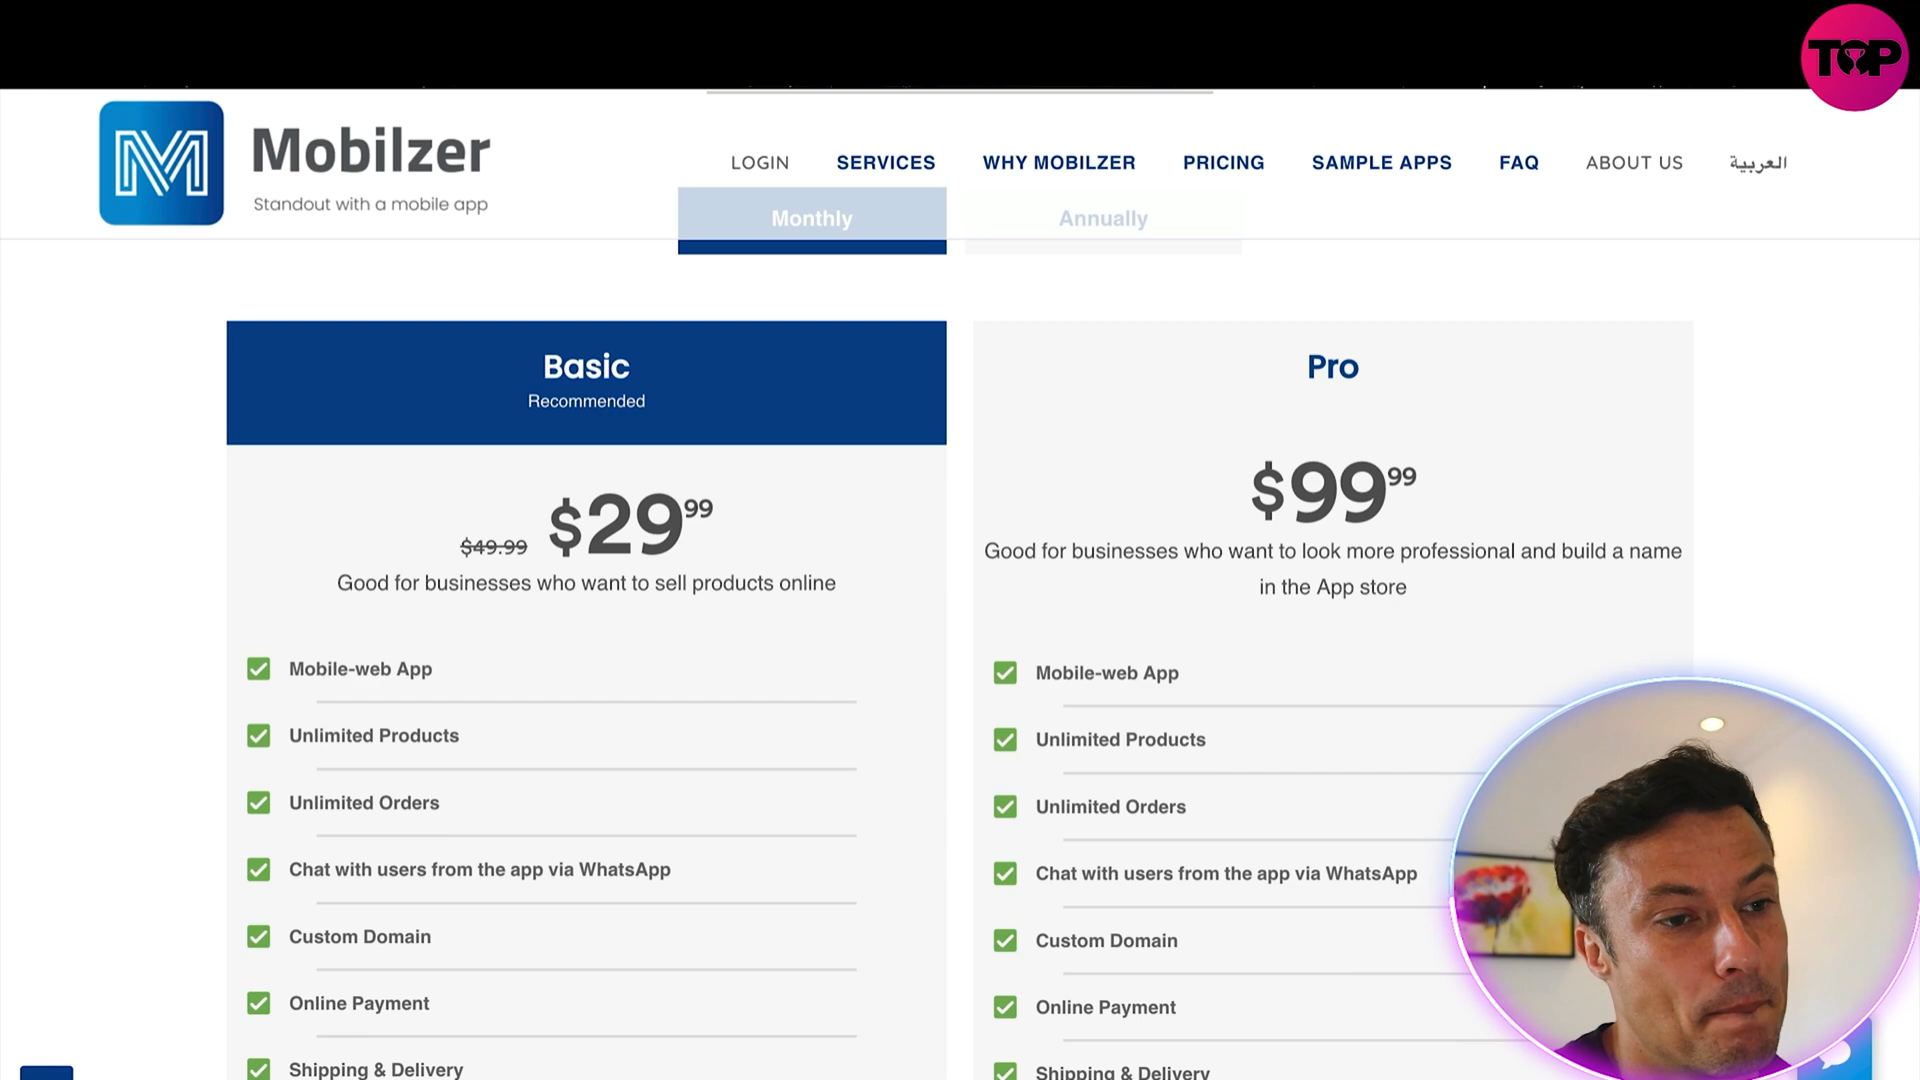 TOP
Mobilzer
Standout with a mobile app
LOGIN SERVICES WHY MOBILZER PRICING SAMPLE APPS FAQ ABOUT US العربية
Monthly Annually
Basic
Recommended
$49.99 $29 99
Good for businesses who want to sell products online
Mobile-web App
Unlimited Products
Unlimited Orders
Chat with users from the app via WhatsApp
Custom Domain
Online Payment
Shipping & Delivery
Pro
$99 99
Good for businesses who want to look more professional and build a name
in the App store
Mobile-web App
Unlimited Products
Unlimited Orders
Chat with users from the app via WhatsApp
Custom Domain
Online Payment
Shipping & Delivery